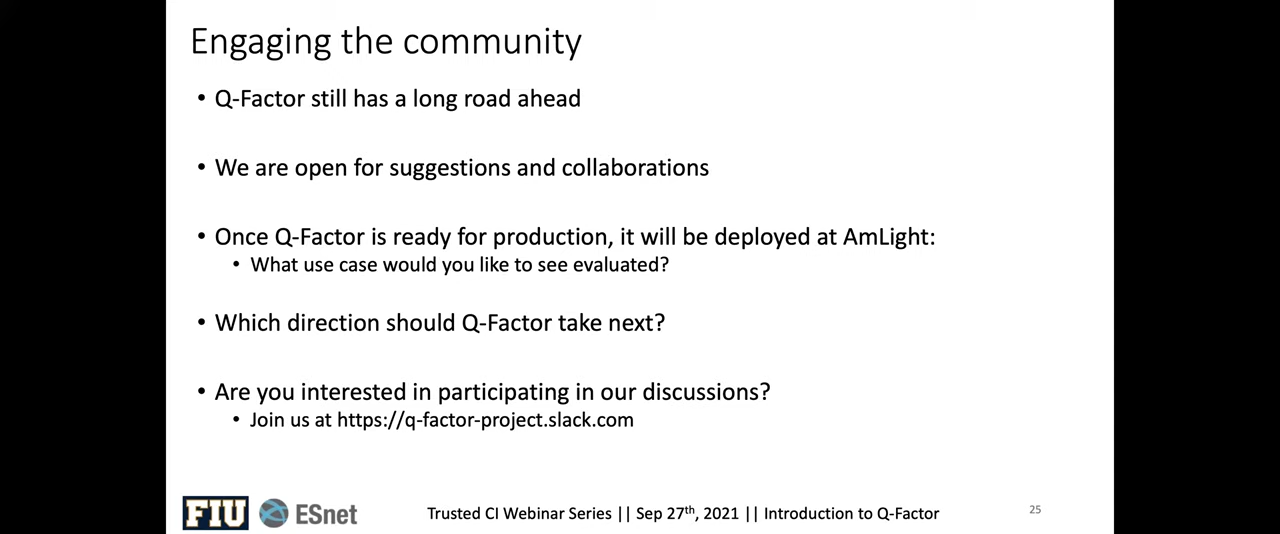 Engaging the community
• Q-Factor still has a long road ahead
• We are open for suggestions and collaborations
• Once Q-Factor is ready for production, it will be deployed at AmLight:
• What use case would you like to see evaluated?
• Which direction should Q-Factor take next?
• Are you interested in participating in our discussions?
• Join us at https://q-factor-project.slack.com
FIU ESnet Trusted CI Webinar Series || Sep 27th, 2021 || Introduction to Q-Factor 25